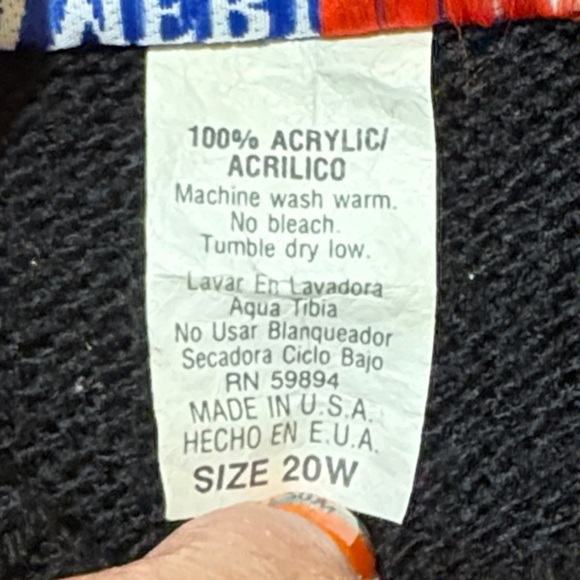 100% ACRYLIC/
ACRILICO
Machine wash warm.
No bleach.
Tumble dry low.
Lavar En Lavadora
Aqua Tibia
No Usar Blanqueador
Secadora Ciclo Bajo
RN 59894
MADE IN U.S.A.
HECHO EN E.U.A.
SIZE 20W